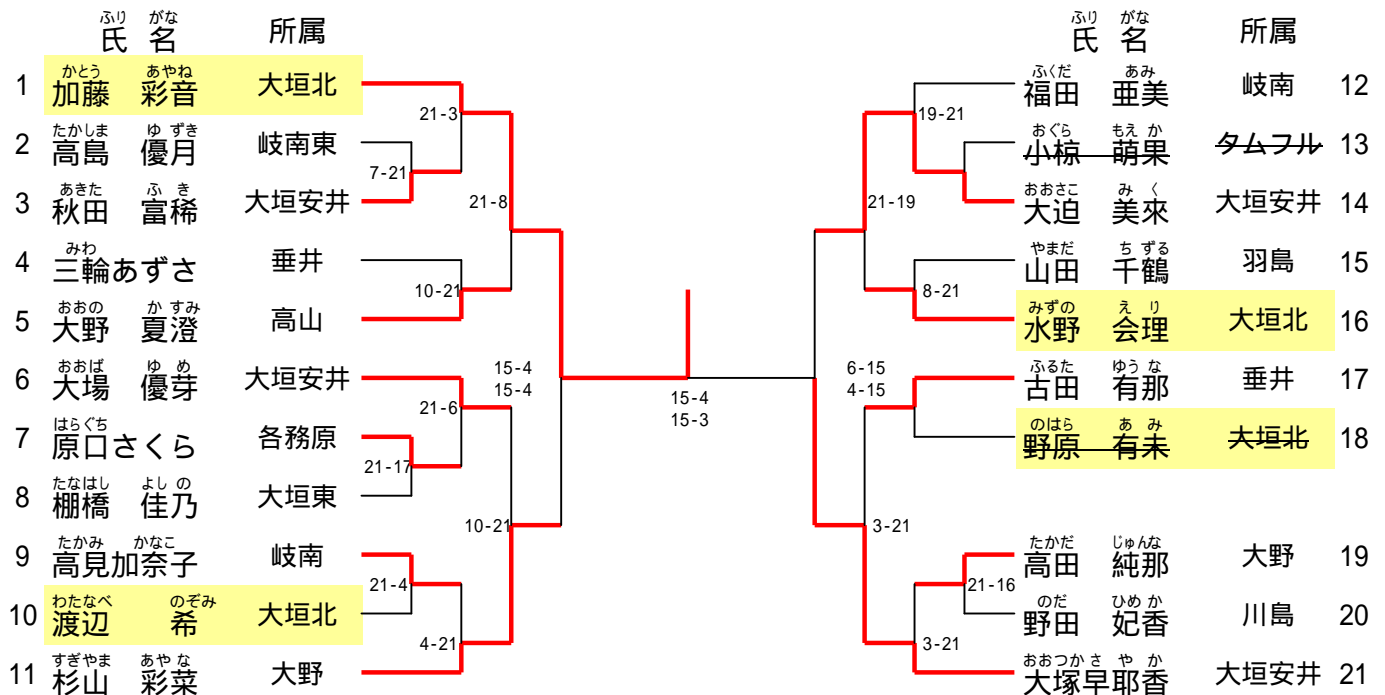 ふり がな
氏 名 所属
かとう あやね
1 加藤 彩音 大垣北
たかしま ゆ ずき
2 高島 優月 岐南東
あきた ふ き
3 秋田 富稀 大垣安井
みわ
4 三輪あずさ 垂井
おおの か すみ
5 大野 夏澄 高山
おおば ゆ め
6 大場 優芽 大垣安井
はらぐち
7 原口さくら 各務原
たなはし よし の
8 棚橋 佳乃 大垣東
たかみ かなこ
9 高見加奈子 岐南
わたなべ のぞみ
10 渡辺 希 大垣北
すぎやま あや な
11 杉山 彩菜 大野
21-3
7-21
21-8
10-21
21-6
21-17
10-21
21-4
4-21
15-4
15-4
15-4
15-3
6-15
4-15
19-21
21-19
8-21
3-21
21-16
3-21
ふり がな
氏 名 所属
ふくだ あみ
福田 亜美 岐南 12
おぐら もえ か
小椋 萌果 タムフル 13
おおさこ み く
大迫 美來 大垣安井 14
やまだ ち ずる
山田 千鶴 羽島 15
みずの え り
水野 会理 大垣北 16
ふるた ゆう な
古田 有那 垂井 17
のはら あ み
野原 有未 大垣北 18
たかだ じゅんな
高田 純那 大野 19
のだ ひめ か
野田 妃香 川島 20
おおつか さ や か
大塚早耶香 大垣安井 21